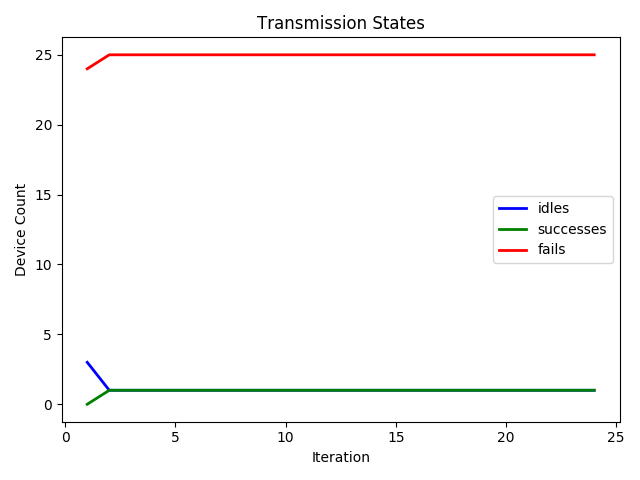 Transmission States
Device Count
25
20
15
10
5
0
idles
successes
fails
0 5 10 15 20 25
Iteration